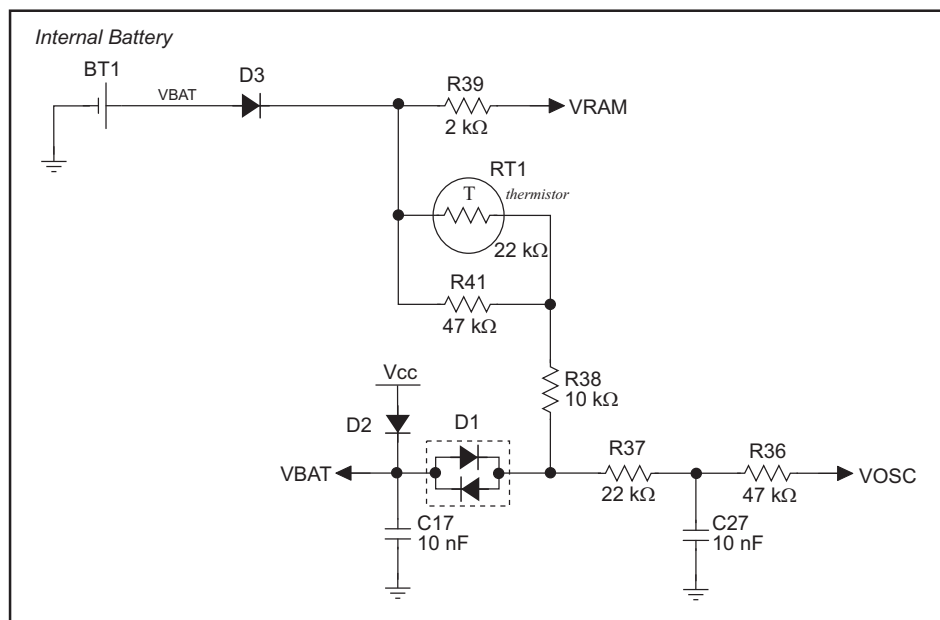 Internal Battery
BT1
VBAT
D3
R39
2 kΩ
VRAM
RT1
T
thermistor
22 kΩ
R41
47 kΩ
Vcc
D2
D1
R38
10 kΩ
VBAT
R37
22 kΩ
R36
47 kΩ
VOSC
C17
10 nF
C27
10 nF